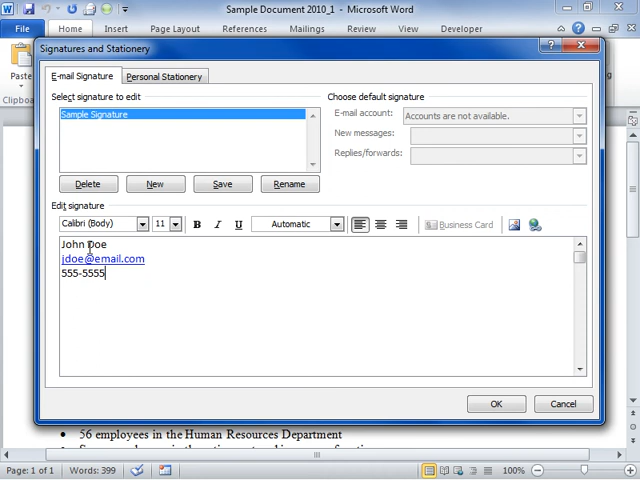 Sample Document 2010_1 - Microsoft Word
File
Insert
Page Layout
References
Mailings
Review
View
Developer
Paste
Clipboard
Signatures and Stationery
E-mail Signature
Personal Stationery
Select signature to edit
Sample Signature
Delete
New
Save
Rename
Choose default signature
E-mail account:
Accounts are not available.
New messages:
Replies/forwards:
Edit signature
Calibri (Body)
11
B
I
U
Automatic
Business Card
John Doe
jdoe@email.com
555-5555
OK
Cancel
56 employees in the Human Resources Department
Page: 1 of 1
Words: 399
100%